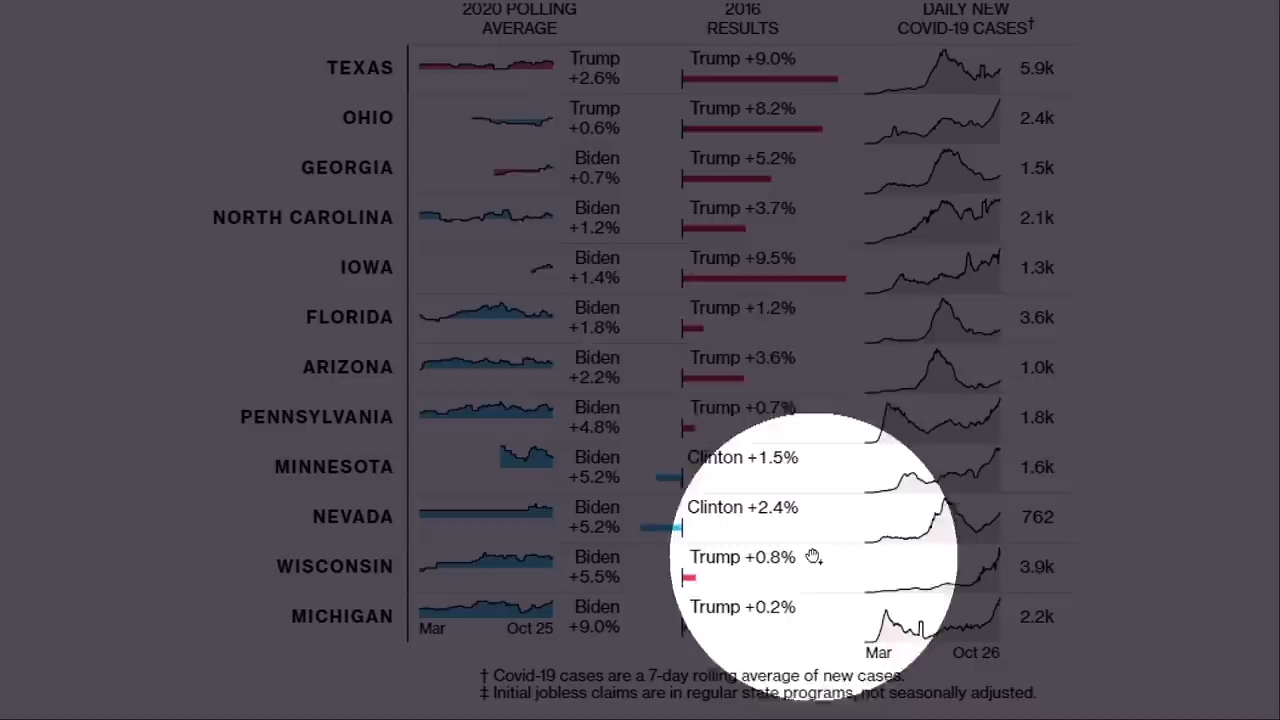 2020 POLLING AVERAGE
2016 RESULTS
DAILY NEW COVID-19 CASES†
TEXAS Trump +2.6% Trump +9.0% 5.9k
OHIO Trump +0.6% Trump +8.2% 2.4k
GEORGIA Biden +0.7% Trump +5.2% 1.5k
NORTH CAROLINA Biden +1.2% Trump +3.7% 2.1k
IOWA Biden +1.4% Trump +9.5% 1.3k
FLORIDA Biden +1.8% Trump +1.2% 3.6k
ARIZONA Biden +2.2% Trump +3.6% 1.0k
PENNSYLVANIA Biden +4.8% Trump +0.7% 1.8k
MINNESOTA Biden +5.2% Clinton +1.5% 1.6k
NEVADA Biden +5.2% Clinton +2.4% 762
WISCONSIN Biden +5.5% Trump +0.8% 3.9k
MICHIGAN Biden +9.0% Trump +0.2% 2.2k
Mar Oct 25
Mar Oct 26
† Covid-19 cases are a 7-day rolling average of new cases.
‡ Initial jobless claims are in regular state programs, not seasonally adjusted.